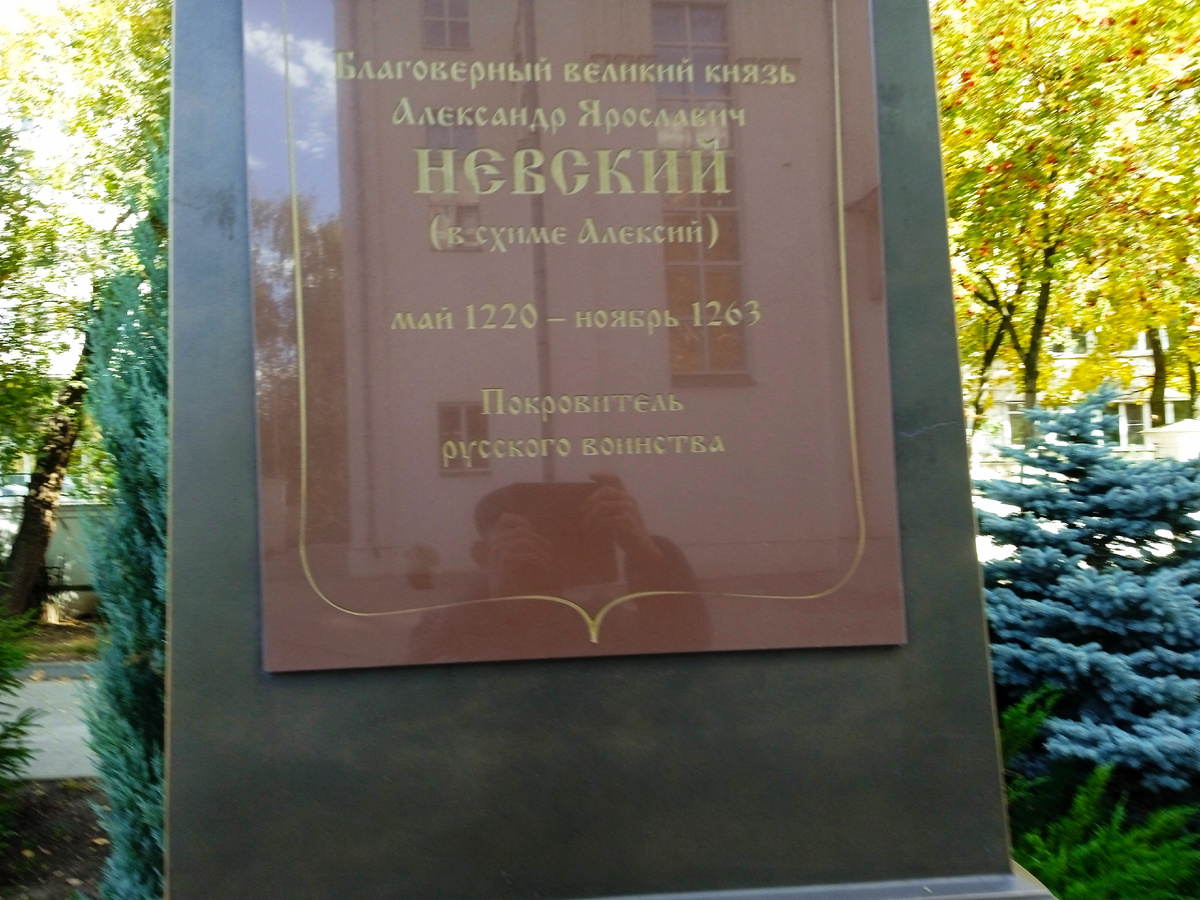 Благоверный великий князь
Александр Ярославич
НЕВСКИЙ
(в схиме Алексий)
май 1220 – ноябрь 1263
Покровитель
русского воинства